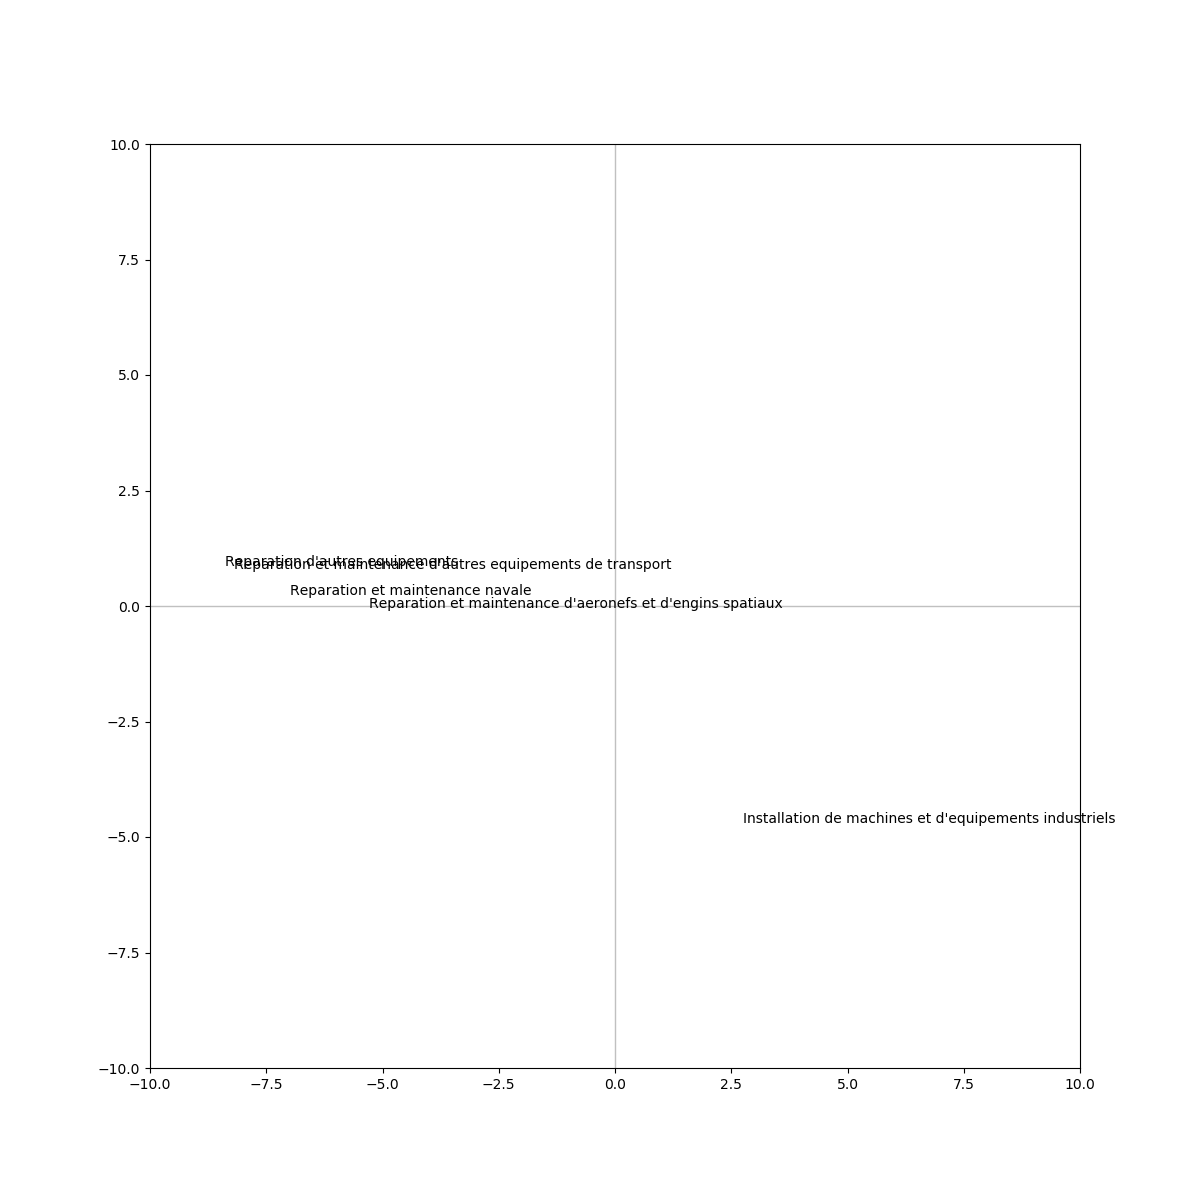 10.0
7.5
5.0
2.5
Reparation d'autres equipements
Reparation et maintenance d'autres equipements de transport
Reparation et maintenance navale
Reparation et maintenance d'aeronefs et d'engins spatiaux
0.0
−2.5
Installation de machines et d'equipements industriels
−5.0
−7.5
−10.0
−10.0 −7.5 −5.0 −2.5 0.0 2.5 5.0 7.5 10.0